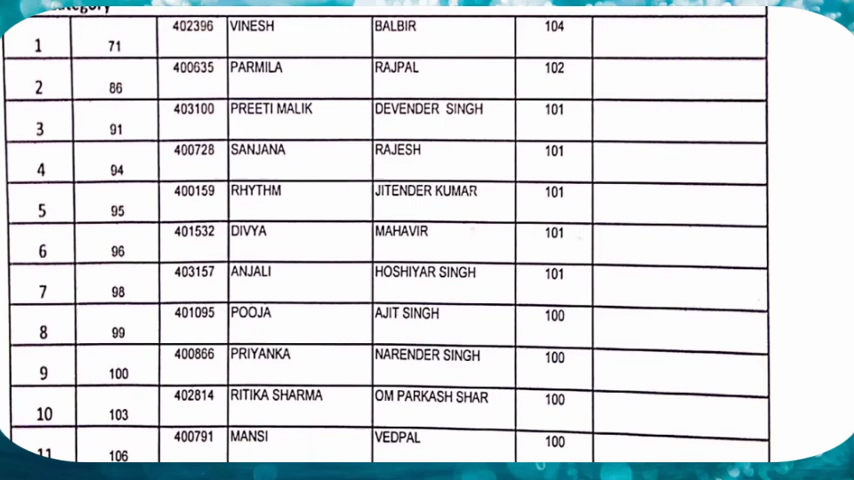 1 71 402396 VINESH BALBIR 104
2 86 400635 PARMILA RAJPAL 102
3 91 403100 PREETI MALIK DEVENDER SINGH 101
4 94 400728 SANJANA RAJESH 101
5 95 400159 RHYTHM JITENDER KUMAR 101
6 96 401532 DIVYA MAHAVIR 101
7 98 403157 ANJALI HOSHIYAR SINGH 101
8 99 401095 POOJA AJIT SINGH 100
9 100 400866 PRIYANKA NARENDER SINGH 100
10 103 402814 RITIKA SHARMA OM PARKASH SHAR 100
11 106 400791 MANSI VEDPAL 100